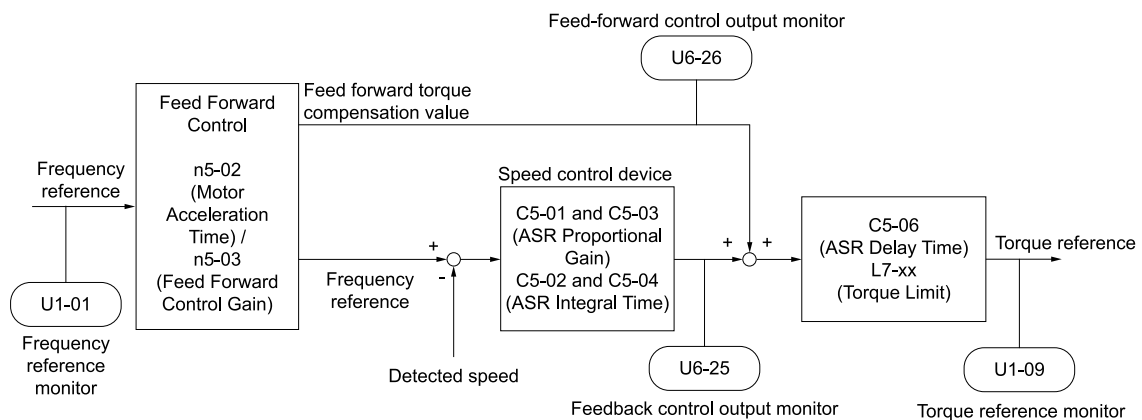 Feed-forward control output monitor
U6-26
Feed Forward
Control
n5-02
(Motor
Acceleration
Time) /
n5-03
(Feed Forward
Control Gain)
Feed forward torque
compensation value
Frequency
reference
U1-01
Frequency
reference
monitor
+
-
Frequency
reference
Detected speed
Speed control device
C5-01 and C5-03
(ASR Proportional
Gain)
C5-02 and C5-04
(ASR Integral Time)
+
+
U6-25
Feedback control output monitor
C5-06
(ASR Delay Time)
L7-xx
(Torque Limit)
Torque reference
U1-09
Torque reference monitor